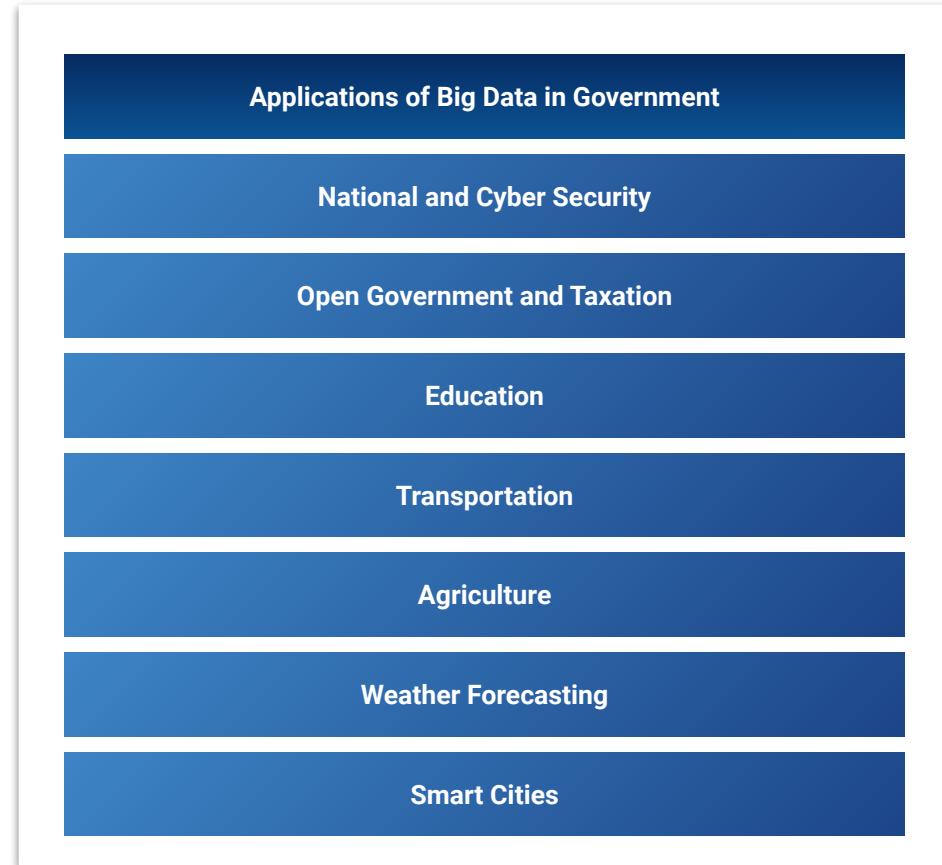 Applications of Big Data in Government
National and Cyber Security
Open Government and Taxation
Education
Transportation
Agriculture
Weather Forecasting
Smart Cities